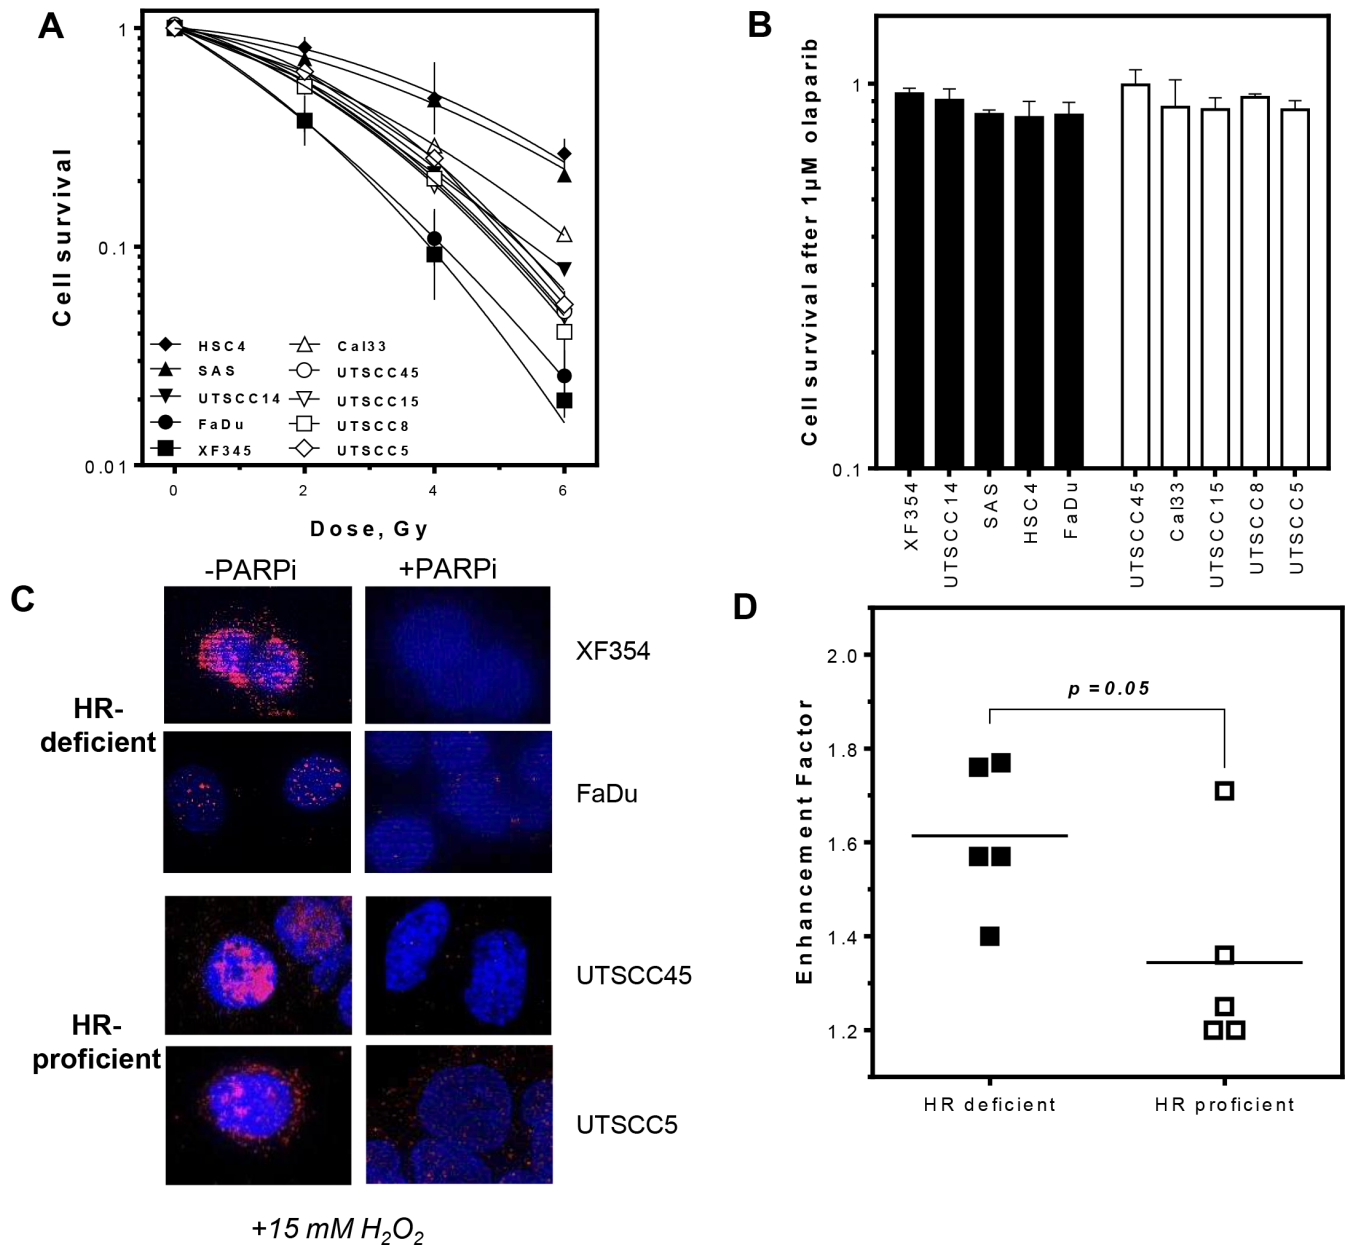 A
Cell survival
1
0.1
0.01
HSC4
SAS
UTSCC14
FaDu
XF345
Cal33
UTSCC45
UTSCC15
UTSCC8
UTSCC5
0 2 4 6
Dose, Gy
B
Cell survival after 1µM olaparib
1
0.1
XF354
UTSCC14
SAS
HSC4
FaDu
UTSCC45
Cal33
UTSCC15
UTSCC8
UTSCC5
C
-PARPi +PARPi
HR-
deficient
XF354
FaDu
HR-
proficient
UTSCC45
UTSCC5
+15 mM H₂O₂
D
Enhancement Factor
2.0
1.8
1.6
1.4
1.2
p =0.05
HR deficient HR proficient